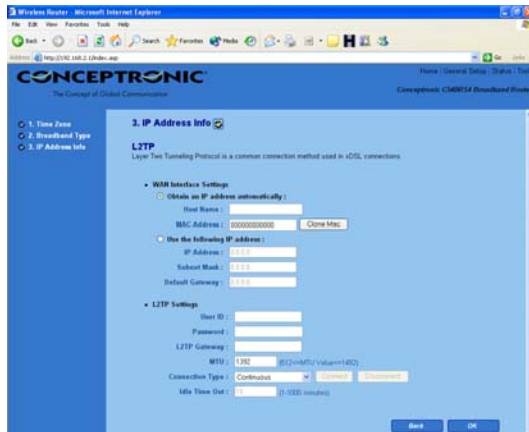 Wireless Router - Microsoft Internet Explorer
File Edit View Favorites Tools Help
Back Search Favorites Media
Address http://192.168.2.1/index.asp Go Links
CONCEPTRONIC
The Concept of Global Communication
Home | General Setup | Status | Tool
Conceptronic C54BRS4 Broadband Route
1. Time Zone
2. Broadband Type
3. IP Address Info
3. IP Address Info
L2TP
Layer Two Tunneling Protocol is a common connection method used in xDSL connections.
WAN Interface Settings
Obtain an IP address automatically :
Host Name :
MAC Address : 000000000000 Clone Mac
Use the following IP address :
IP Address : 0.0.0.0
Subnet Mask : 0.0.0.0
Default Gateway : 0.0.0.0
L2TP Settings
User ID :
Password :
L2TP Gateway :
MTU : 1392 (512<=MTU Value<=1492)
Connection Type : Continuous Connect Disconnect
Idle Time Out : 10 (1-1000 minutes)
Back OK